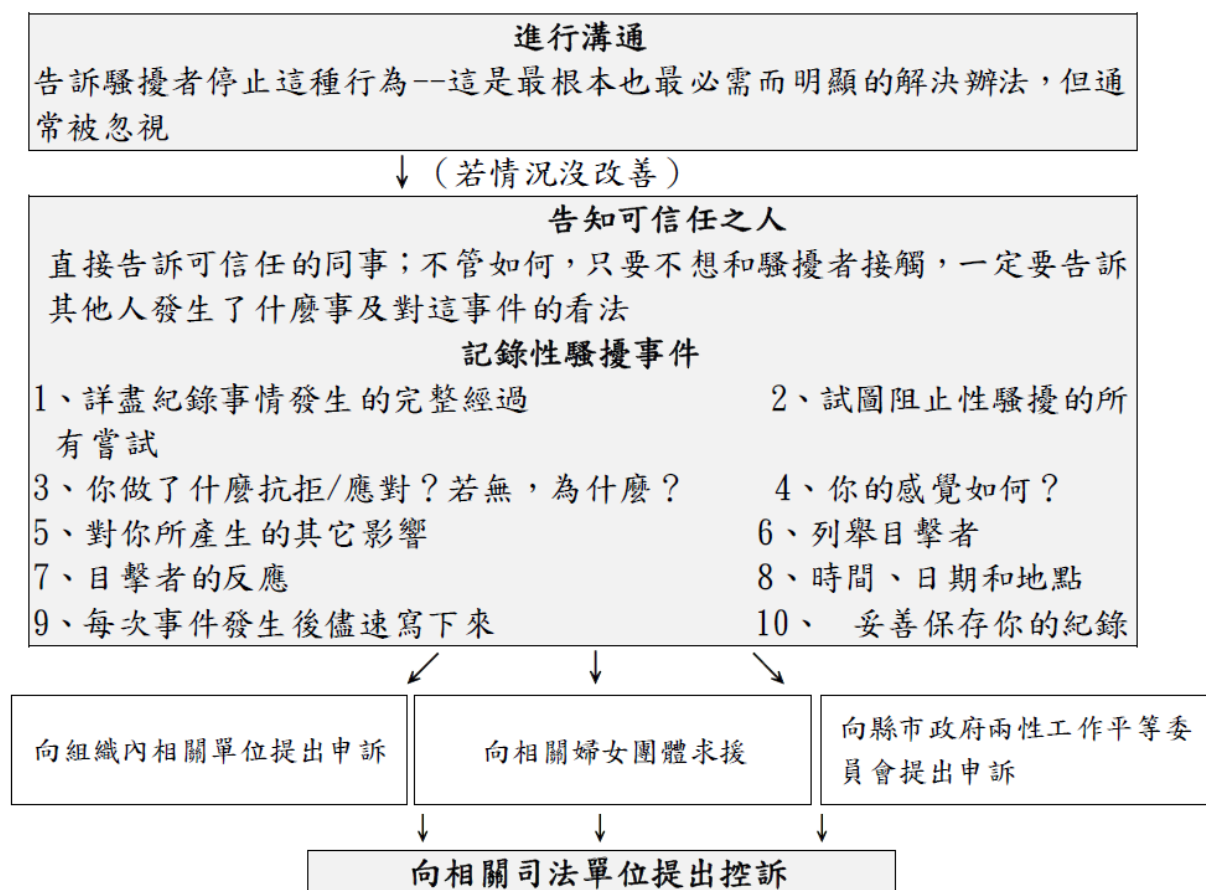 進行溝通
告訴騷擾者停止這種行為--這是最根本也最必需而明顯的解決辦法，但通
常被忽視
↓（若情況沒改善）
告知可信任之人
直接告訴可信任的同事；不管如何，只要不想和騷擾者接觸，一定要告訴
其他人發生了什麼事及對這事件的看法
記錄性騷擾事件
1、詳盡紀錄事情發生的完整經過 2、試圖阻止性騷擾的所
有嘗試
3、你做了什麼抗拒/應對？若無，為什麼？ 4、你的感覺如何？
5、對你所產生的其它影響 6、列舉目擊者
7、目擊者的反應 8、時間、日期和地點
9、每次事件發生後儘速寫下來 10、 妥善保存你的紀錄
向組織內相關單位提出申訴
向相關婦女團體求援
向縣市政府兩性工作平等委
員會提出申訴
向相關司法單位提出控訴